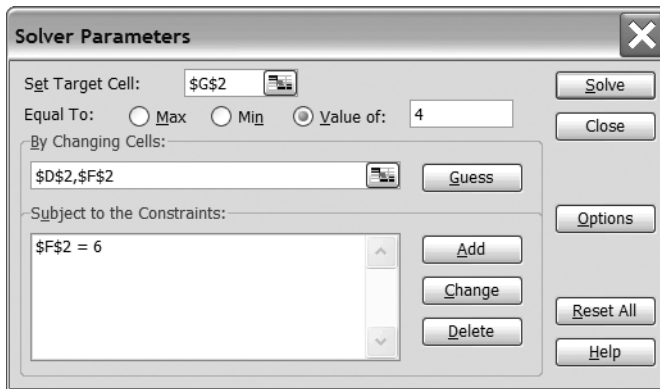 Solver Parameters
Set Target Cell: $G$2 Solve
Equal To: Max Min Value of: 4 Close
By Changing Cells:
$D$2,$F$2 Guess
Subject to the Constraints: Options
$F$2 = 6 Add
Change
Reset All
Delete
Help